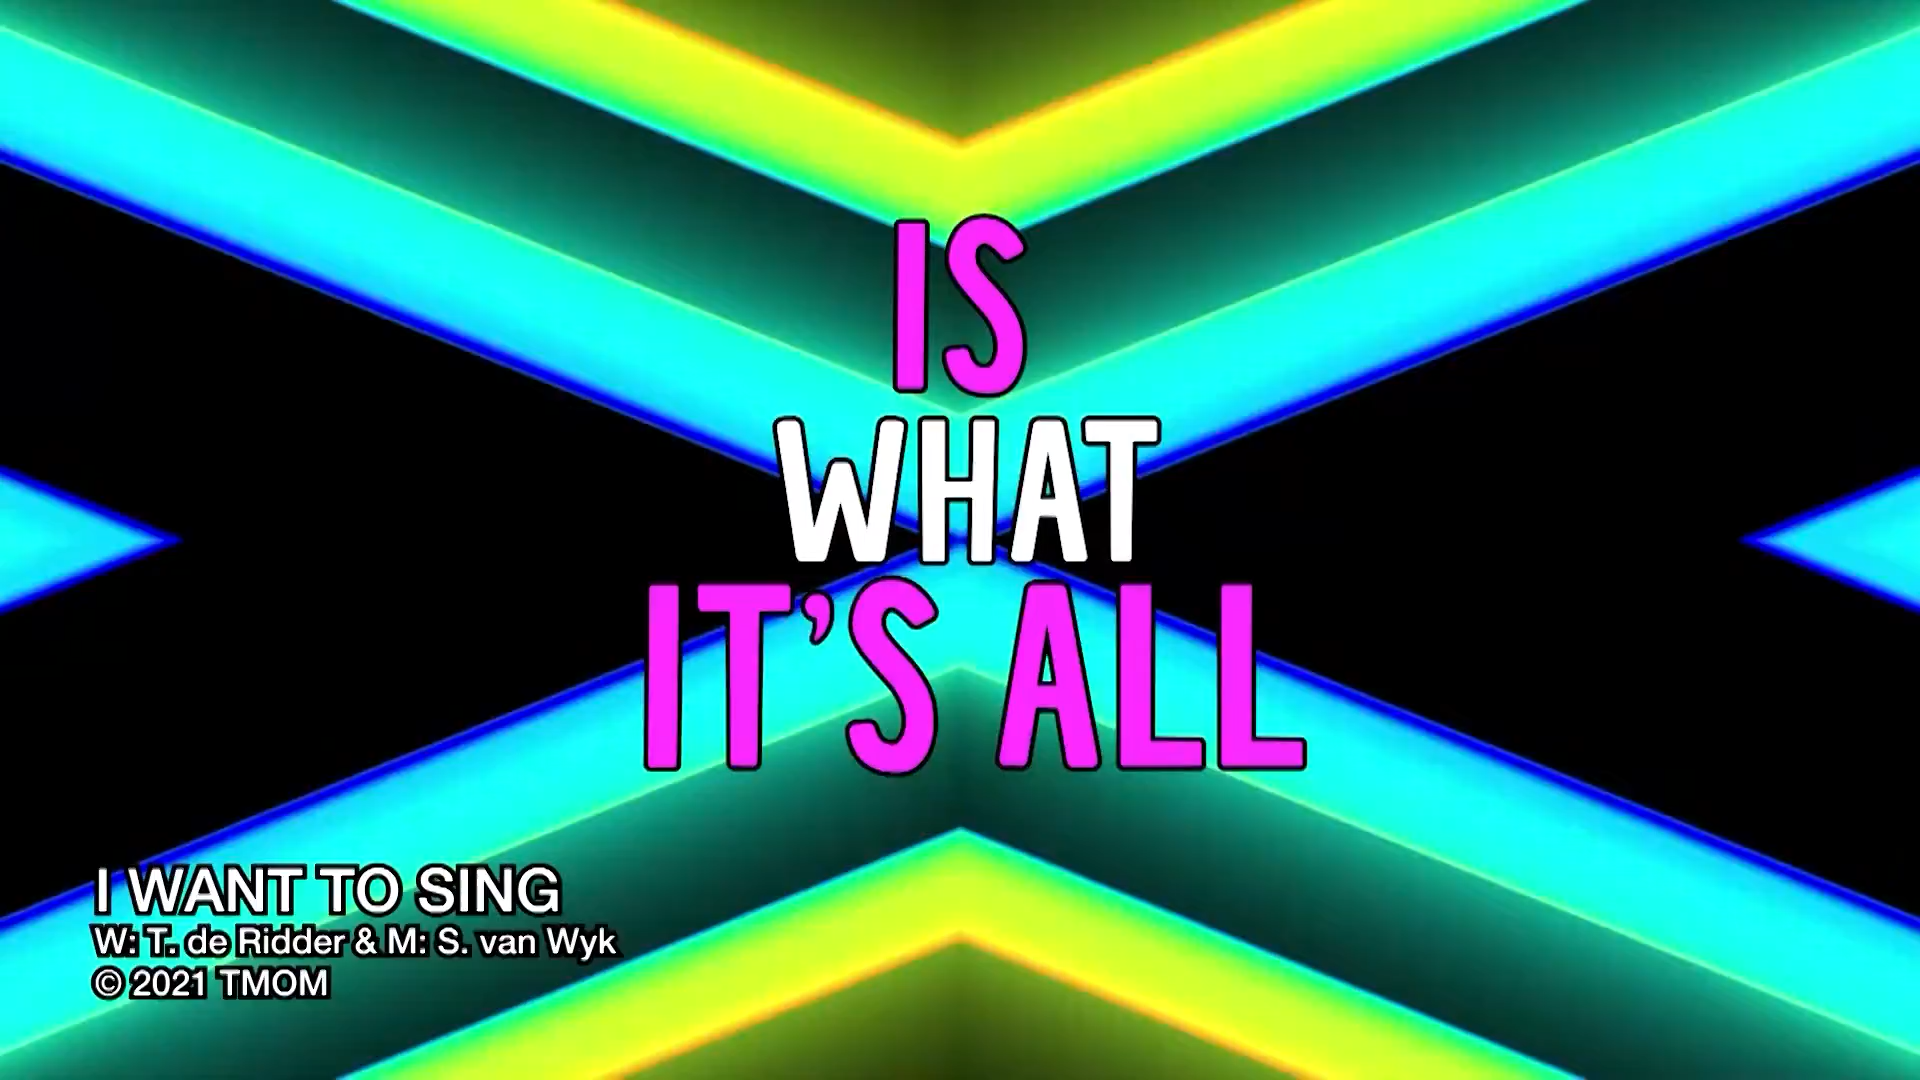 IS
WHAT
IT'S ALL
I WANT TO SING
W: T. de Ridder & M: S. van Wyk
© 2021 TMOM